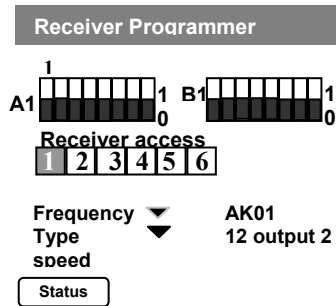 Receiver Programmer
1
A1 1 B1 1
0 0
Receiver access
1 2 3 4 5 6
Frequency AK01
Type 12 output 2
speed
Status